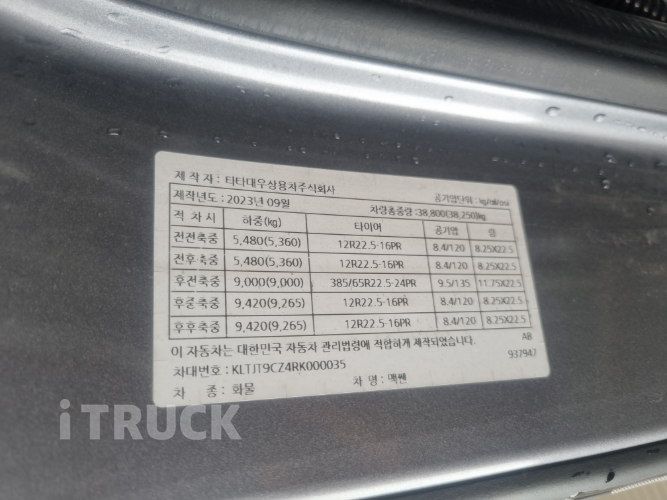 제 작 자 : 타타대우상용차주식회사
제작년도 : 2023년 09월 공기압단위 : kg/㎠/psi
차량총중량 :38,800(38,250)kg
적 차 시 하중(kg) 타이어 공기압 림
전전축중 5,480(5,360) 12R22.5-16PR 8.4/120 8.25X22.5
전후축중 5,480(5,360) 12R22.5-16PR 8.4/120 8.25X22.5
후전축중 9,000(9,000) 385/65R22.5-24PR 9.5/135 11.75X22.5
후중축중 9,420(9,265) 12R22.5-16PR 8.4/120 8.25X22.5
후후축중 9,420(9,265) 12R22.5-16PR 8.4/120 8.25X22.5
이 자동차는 대한민국 자동차 관리법령에 적합하게 제작되었습니다. AB
차대번호 : KLTJT9CZ4RK000035 937947
차 종 : 화물 차 명 : 맥쎈
iTRUCK